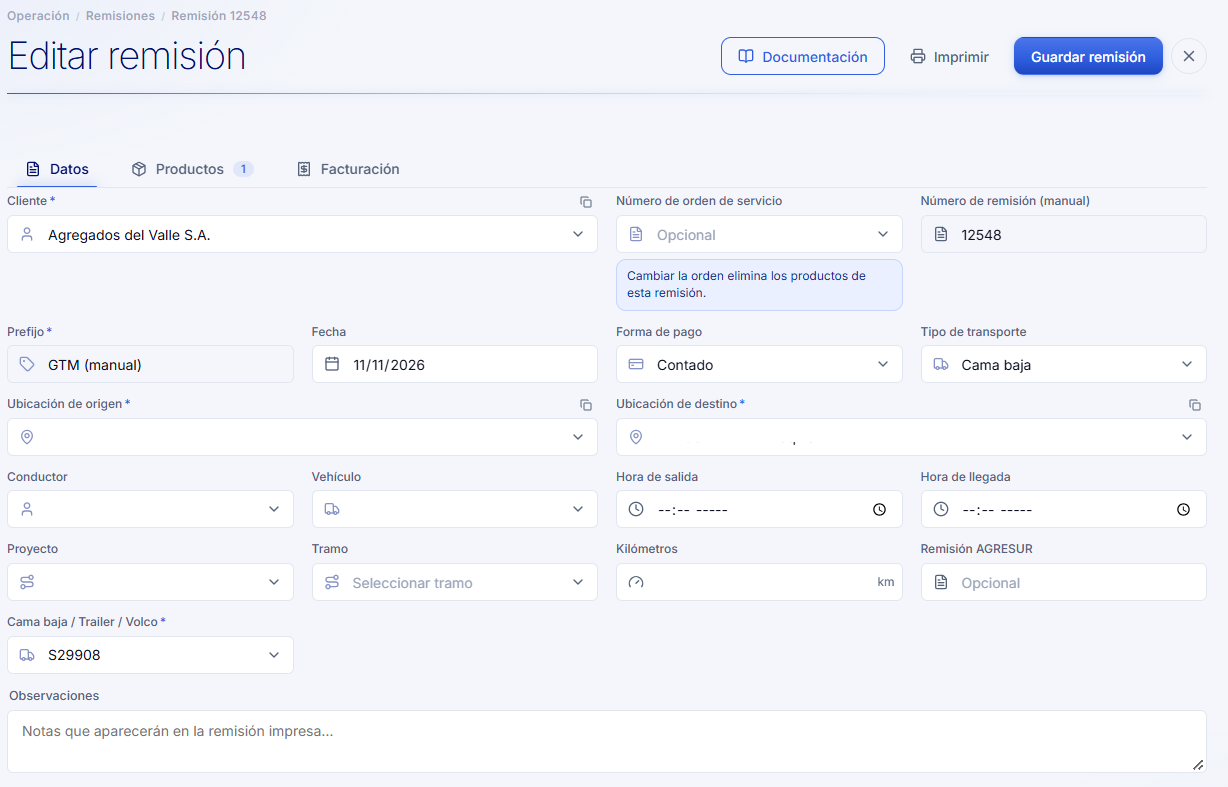 Operación / Remisiones / Remisión 12548
Editar remisión
Documentación
Imprimir
Guardar remisión
Datos
Productos 1
Facturación
Cliente *
Agregados del Valle S.A.
Número de orden de servicio
Opcional
Cambiar la orden elimina los productos de
esta remisión.
Número de remisión (manual)
12548
Prefijo *
GTM (manual)
Fecha
11/11/2026
Forma de pago
Contado
Tipo de transporte
Cama baja
Ubicación de origen *
Ubicación de destino *
Conductor
Vehículo
Hora de salida
--:-- -----
Hora de llegada
--:-- -----
Proyecto
Tramo
Seleccionar tramo
Kilómetros
km
Remisión AGRESUR
Opcional
Cama baja / Trailer / Volco *
S29908
Observaciones
Notas que aparecerán en la remisión impresa...